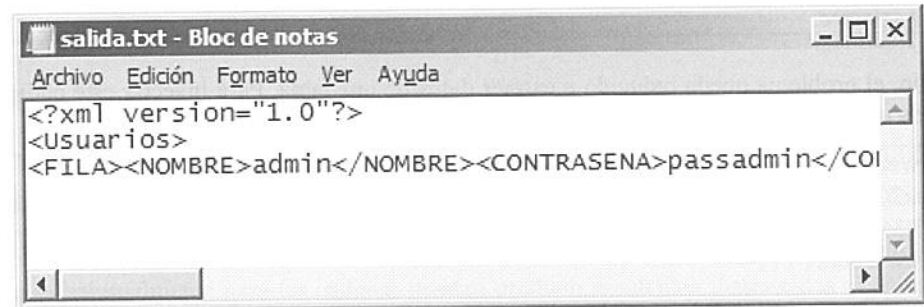 salida.txt - Bloc de notas
Archivo Edición Formato Ver Ayuda
<?xml version="1.0"?>
<Usuarios>
<FILA><NOMBRE>admin</NOMBRE><CONTRASENA>passadmin</CO